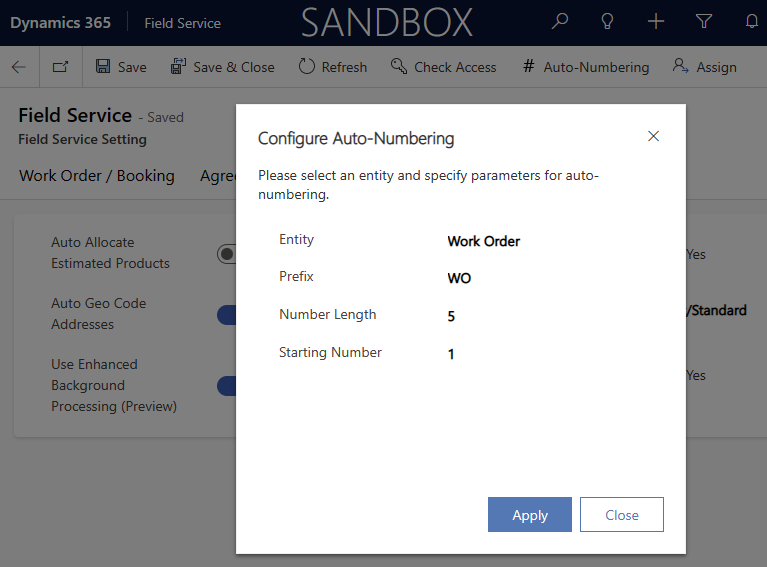 Dynamics 365 Field Service SANDBOX
Save Save & Close Refresh Check Access # Auto-Numbering Assign
Field Service - Saved
Field Service Setting
Work Order / Booking Agre
Configure Auto-Numbering
Please select an entity and specify parameters for auto-
numbering.
Entity Work Order
Prefix WO
Number Length 5
Starting Number 1
Apply Close
Auto Allocate
Estimated Products
Yes
Auto Geo Code
Addresses
/Standard
Use Enhanced
Background
Processing (Preview)
Yes